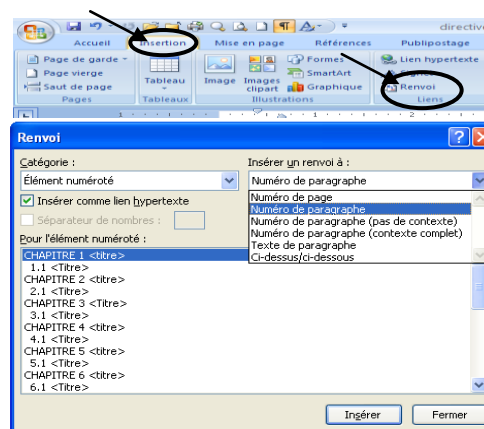 directive
Accueil Insertion Mise en page Références Publipostage
Page de garde
Page vierge
Saut de page
Pages
Tableau
Tableaux
Image Images clipart
Formes
SmartArt
Graphique
Illustrations
Lien hypertexte
Renvoi
Liens
1 1 2
Renvoi
Catégorie : Insérer un renvoi à :
Élément numéroté Numéro de paragraphe
Insérer comme lien hypertexte
Séparateur de nombres :
Numéro de page
Numéro de paragraphe
Numéro de paragraphe (pas de contexte)
Numéro de paragraphe (contexte complet)
Texte de paragraphe
Ci-dessus/ci-dessous
Pour l'élément numéroté :
CHAPITRE 1 <titre>
1.1 <Titre>
CHAPITRE 2 <titre>
2.1 <Titre>
CHAPITRE 3 <Titre>
3.1 <Titre>
CHAPITRE 4 <titre>
4.1 <Titre>
CHAPITRE 5 <titre>
5.1 <Titre>
CHAPITRE 6 <titre>
6.1 <Titre>
Insérer Fermer